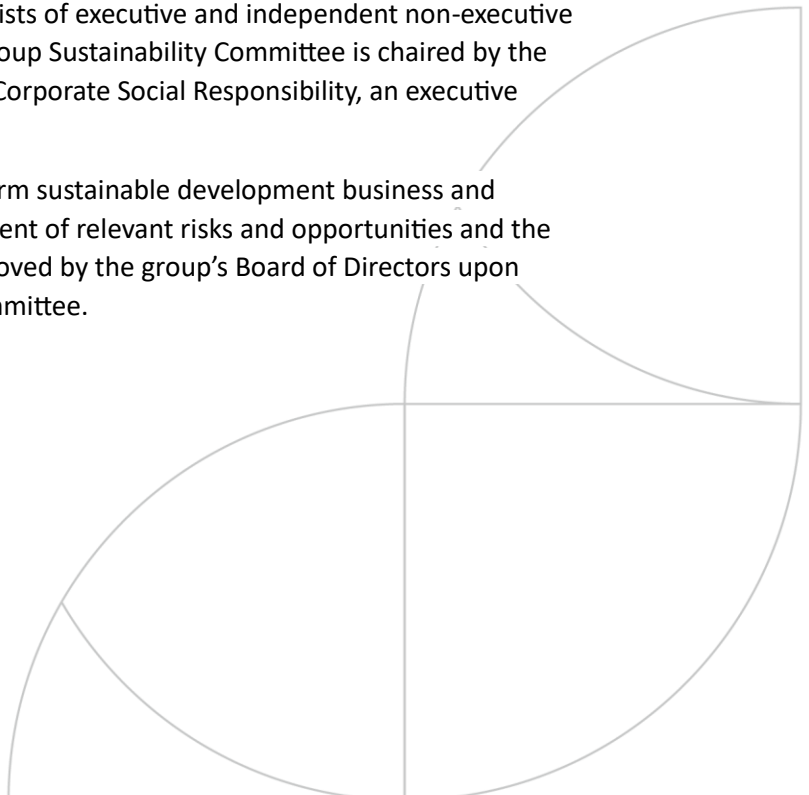 ists of executive and independent non-executive
oup Sustainability Committee is chaired by the
Corporate Social Responsibility, an executive
rm sustainable development business and
ent of relevant risks and opportunities and the
oved by the group’s Board of Directors upon
mittee.